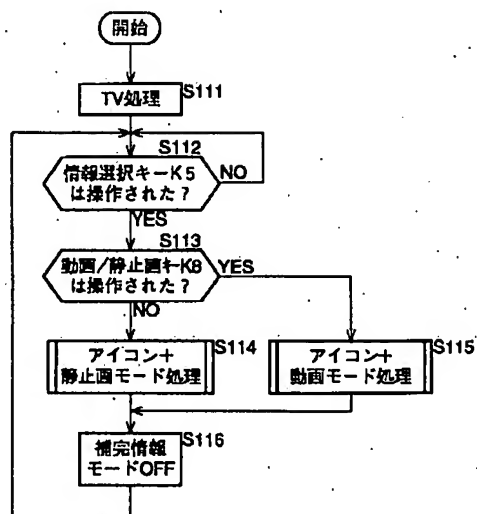 開始
TV処理
S111
S112
情報選択キーK5
は操作された?
NO
YES
S113
動画/静止画キーK8
は操作された?
YES
NO
アイコン+
静止画モード処理
S114
アイコン+
動画モード処理
S115
補完情報
モードOFF
S116